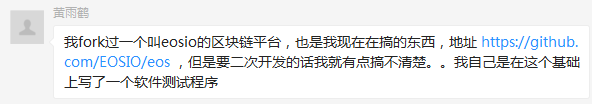 黄雨鹤
我fork过一个叫eosio的区块链平台，也是我现在在搞的东西，地址 https://github.
com/EOSIO/eos ，但是要二次开发的话我就有点搞不清楚。。我自己是在这个基础
上写了一个软件测试程序